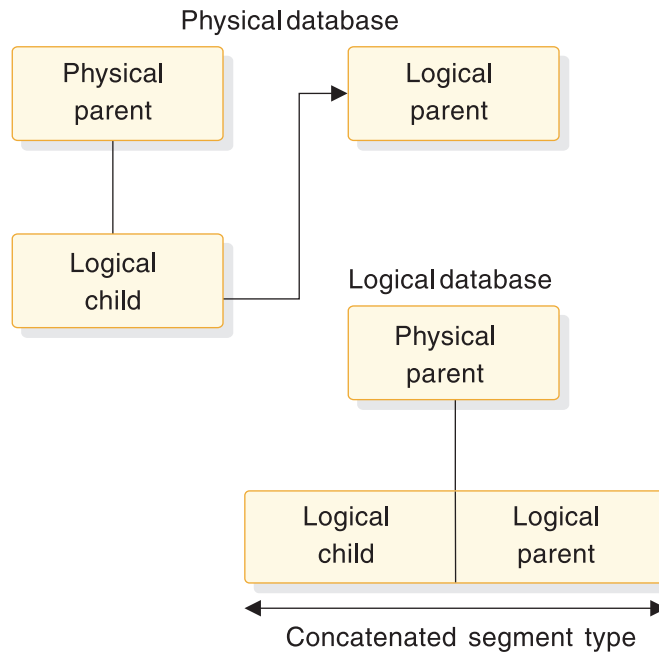 Physical database
Physical
parent
Logical
parent
Logical
child
Logical database
Physical
parent
Logical
child
Logical
parent
Concatenated segment type